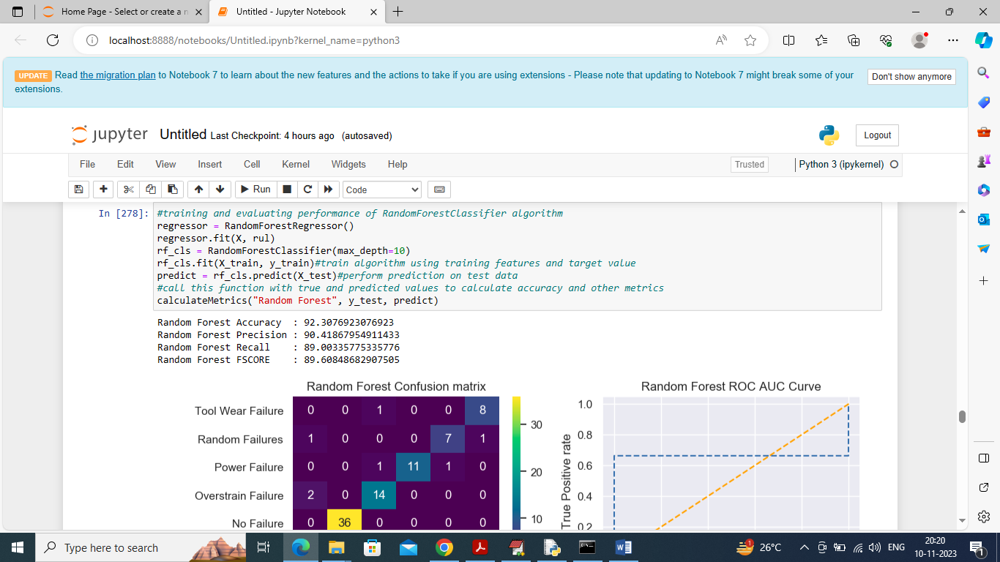 Home Page - Select or create a n
Untitled - Jupyter Notebook
localhost:8888/notebooks/Untitled.ipynb?kernel_name=python3
UPDATE Read the migration plan to Notebook 7 to learn about the new features and the actions to take if you are using extensions - Please note that updating to Notebook 7 might break some of your
extensions.
Don't show anymore
jupyter Untitled Last Checkpoint: 4 hours ago (autosaved)
Logout
File Edit View Insert Cell Kernel Widgets Help
Trusted
Python 3 (ipykernel)
Run
Code
In [278]: #training and evaluating performance of RandomForestClassifier algorithm
regressor = RandomForestRegressor()
regressor.fit(X, rul)
rf_cls = RandomForestClassifier(max_depth=10)
rf_cls.fit(X_train, y_train)#train algorithm using training features and target value
predict = rf_cls.predict(X_test)#perform prediction on test data
#call this function with true and predicted values to calculate accuracy and other metrics
calculateMetrics("Random Forest", y_test, predict)
Random Forest Accuracy  : 92.3076923076923
Random Forest Precision : 90.41867954911433
Random Forest Recall    : 89.00335775335776
Random Forest FSCORE    : 89.60848682907505
Random Forest Confusion matrix
Tool Wear Failure 0 0 1 0 0 8
Random Failures 1 0 0 0 7 1
Power Failure 0 0 1 11 1 0
Overstrain Failure 2 0 14 0 0 0
No Failure 0 36 0 0 0 0
30
20
10
Random Forest ROC AUC Curve
True Positive rate
1.0
0.8
0.6
0.4
0.2
Type here to search
1
26°C
ENG
20:20
10-11-2023
1